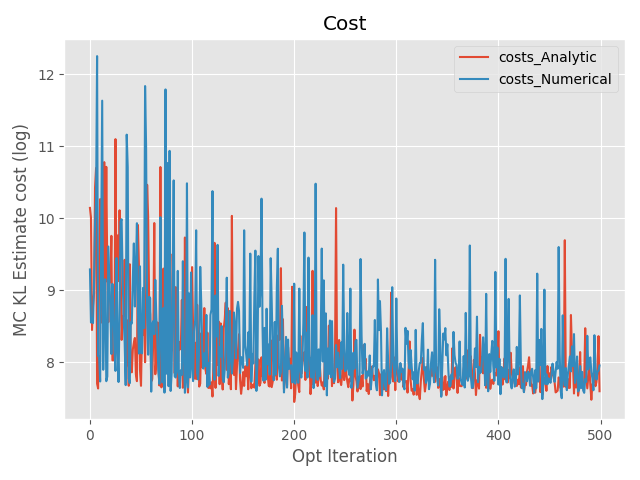 Cost
costs_Analytic
costs_Numerical
MC KL Estimate cost (log)
12
11
10
9
8
0
100
200
300
400
500
Opt Iteration